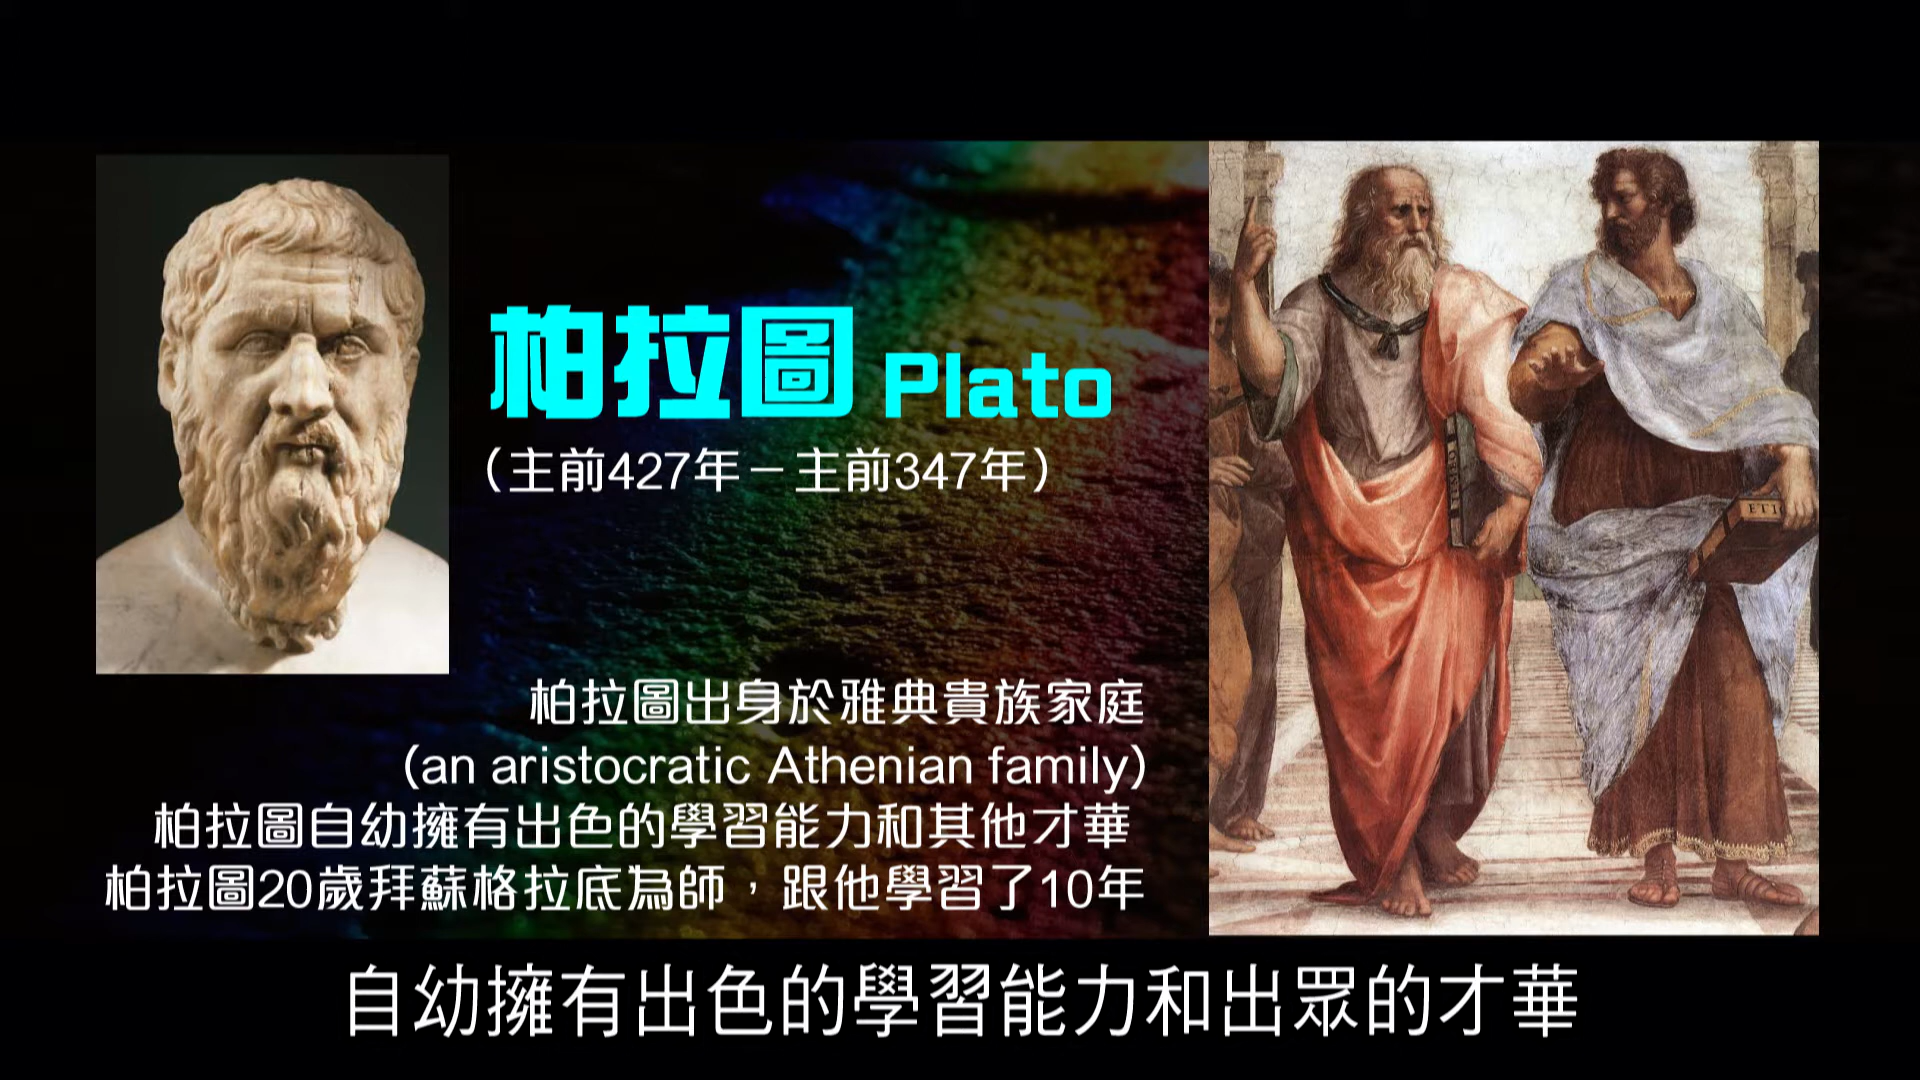 柏拉圖 Plato
（主前427年－主前347年）
柏拉圖出身於雅典貴族家庭
(an aristocratic Athenian family)
柏拉圖自幼擁有出色的學習能力和其他才華
柏拉圖20歲拜蘇格拉底為師，跟他學習了10年
自幼擁有出色的學習能力和出眾的才華